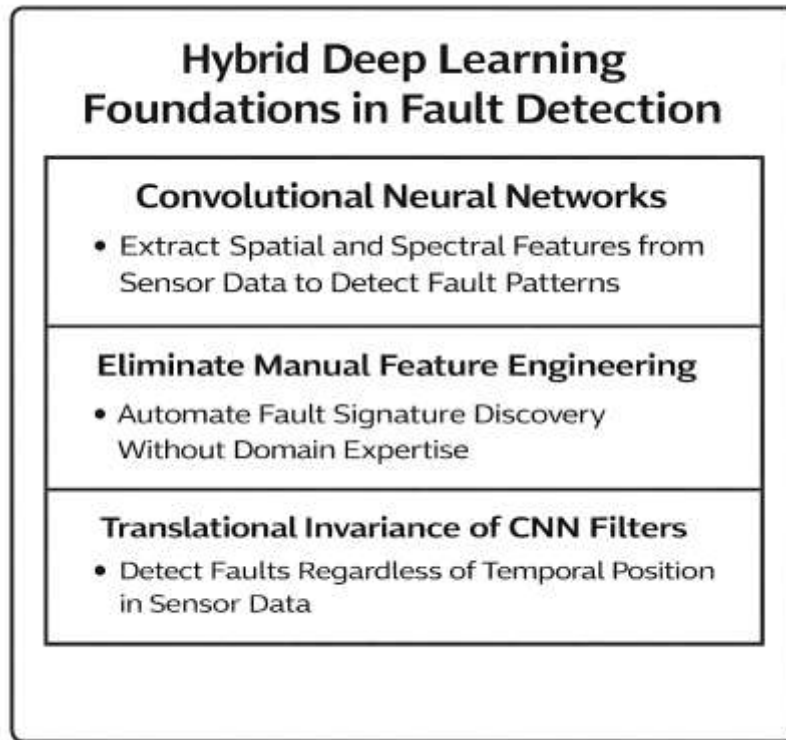 Hybrid Deep Learning
Foundations in Fault Detection
Convolutional Neural Networks
• Extract Spatial and Spectral Features from
Sensor Data to Detect Fault Patterns
Eliminate Manual Feature Engineering
• Automate Fault Signature Discovery
Without Domain Expertise
Translational Invariance of CNN Filters
• Detect Faults Regardless of Temporal Position
in Sensor Data